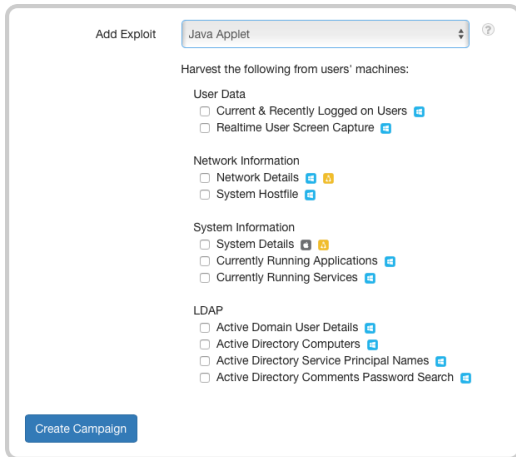 Add Exploit Java Applet ?
Harvest the following from users' machines:
User Data
Current & Recently Logged on Users
Realtime User Screen Capture
Network Information
Network Details
System Hostfile
System Information
System Details
Currently Running Applications
Currently Running Services
LDAP
Active Domain User Details
Active Directory Computers
Active Directory Service Principal Names
Active Directory Comments Password Search
Create Campaign